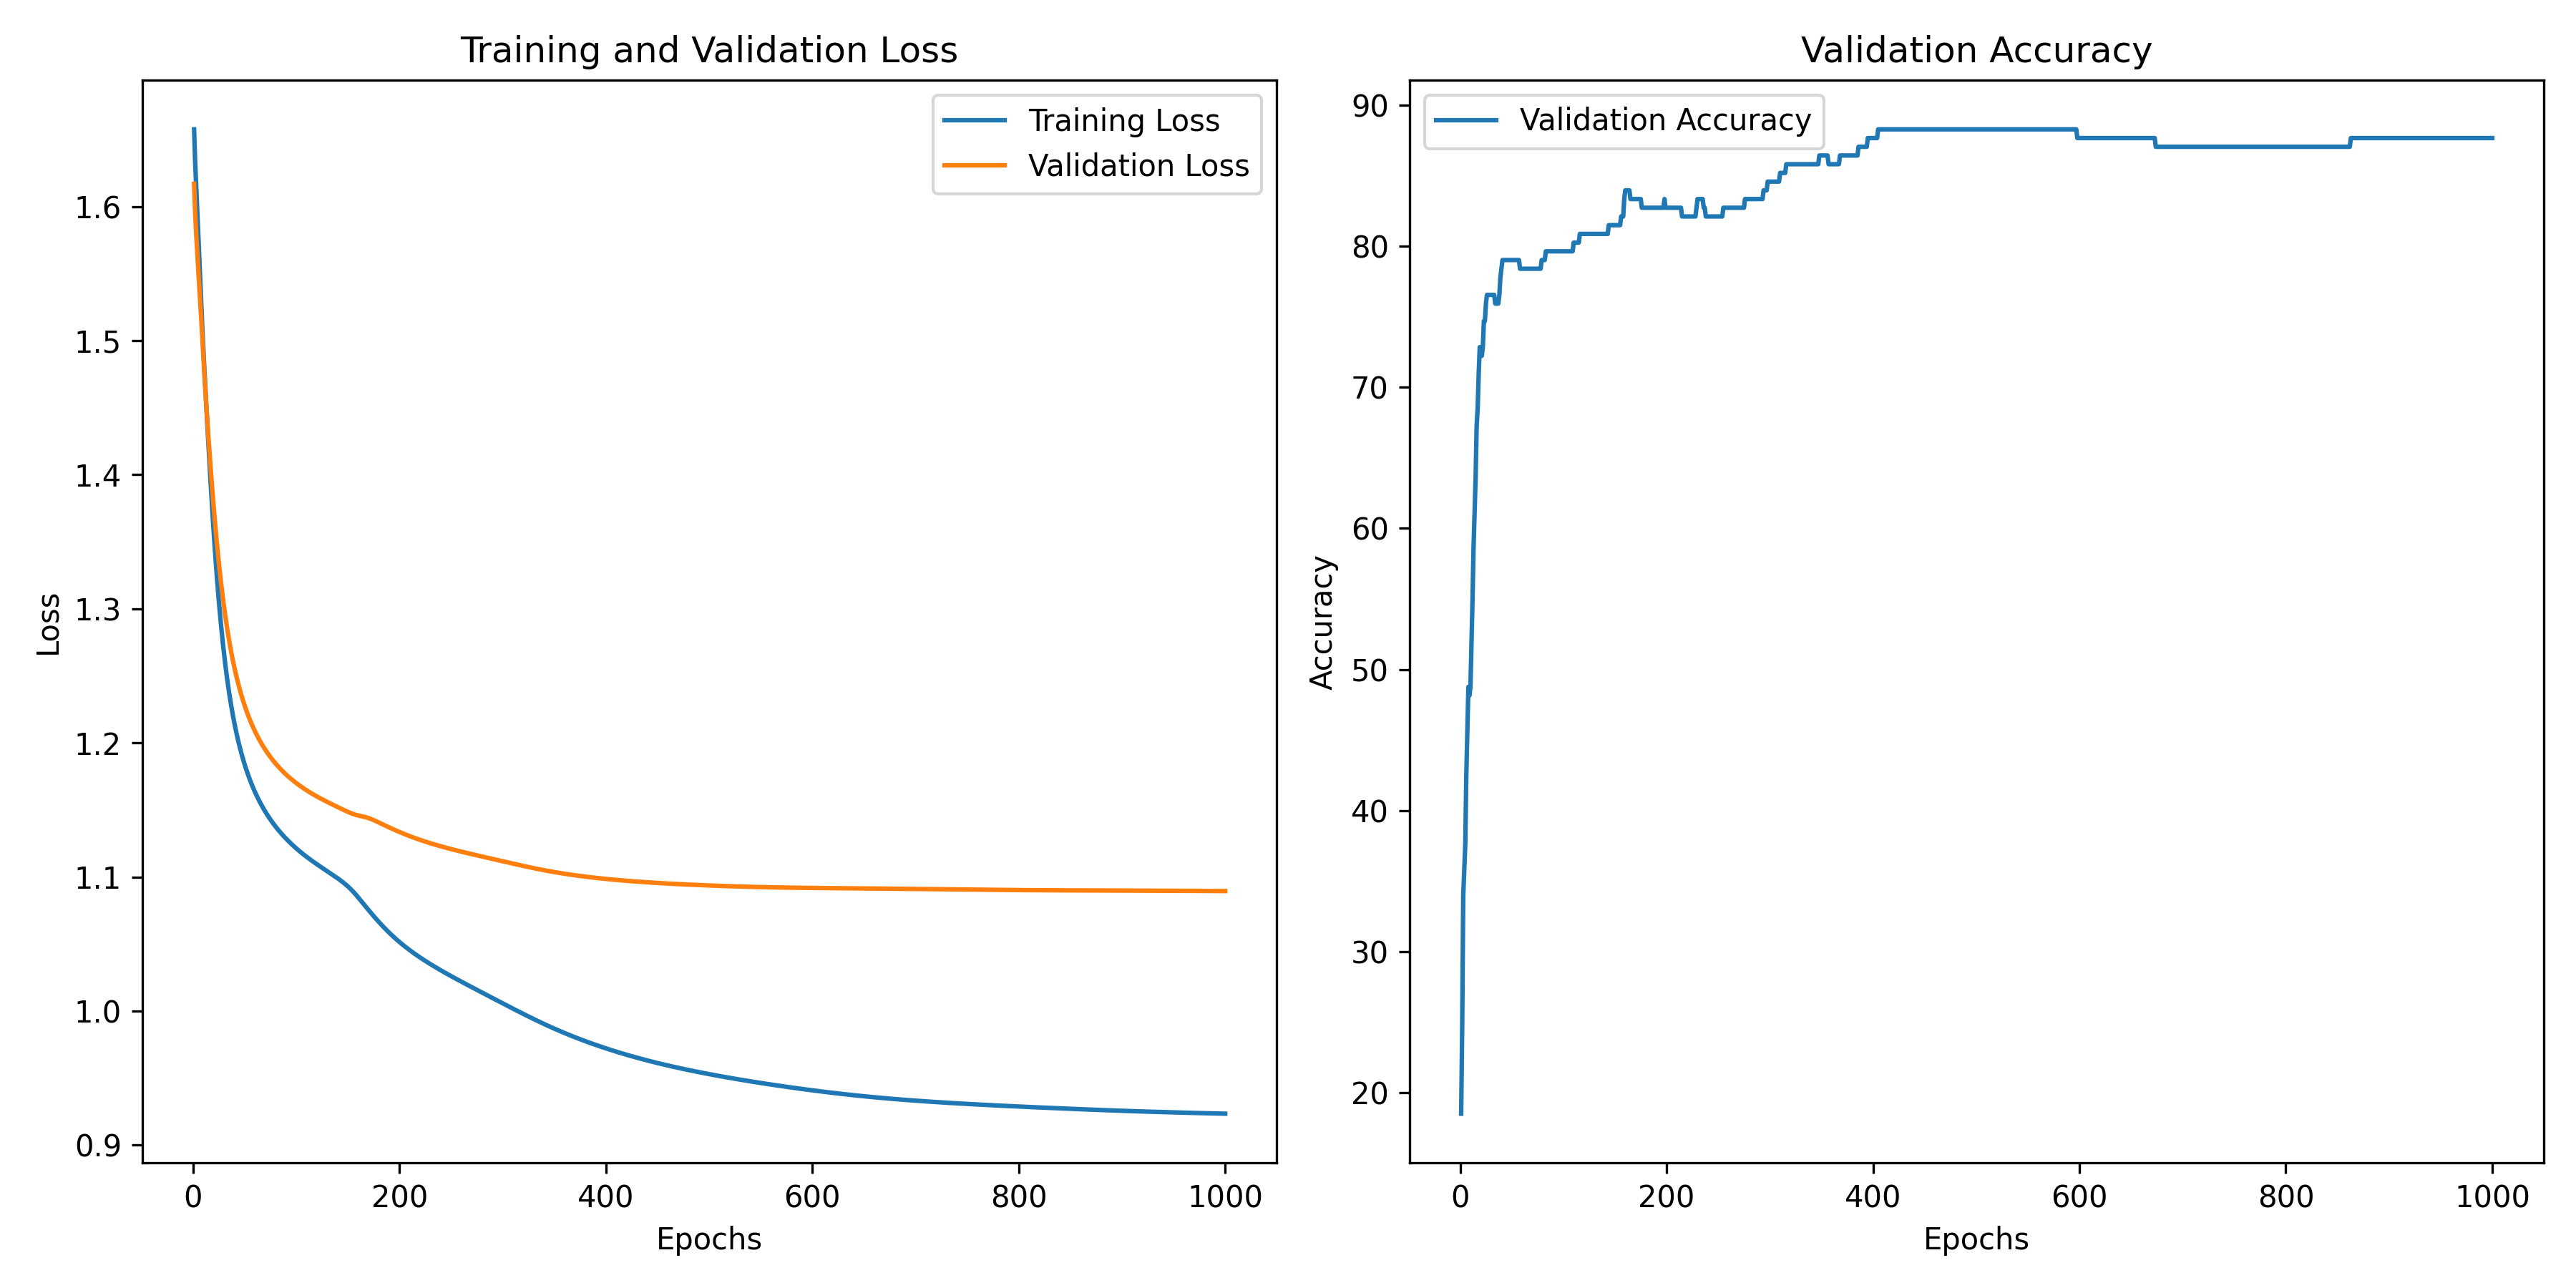 Training and Validation Loss
Training Loss
Validation Loss
1.6
1.5
1.4
1.3
1.2
1.1
1.0
0.9
Loss
0 200 400 600 800 1000
Epochs
Validation Accuracy
Validation Accuracy
90
80
70
60
50
40
30
20
Accuracy
0 200 400 600 800 1000
Epochs